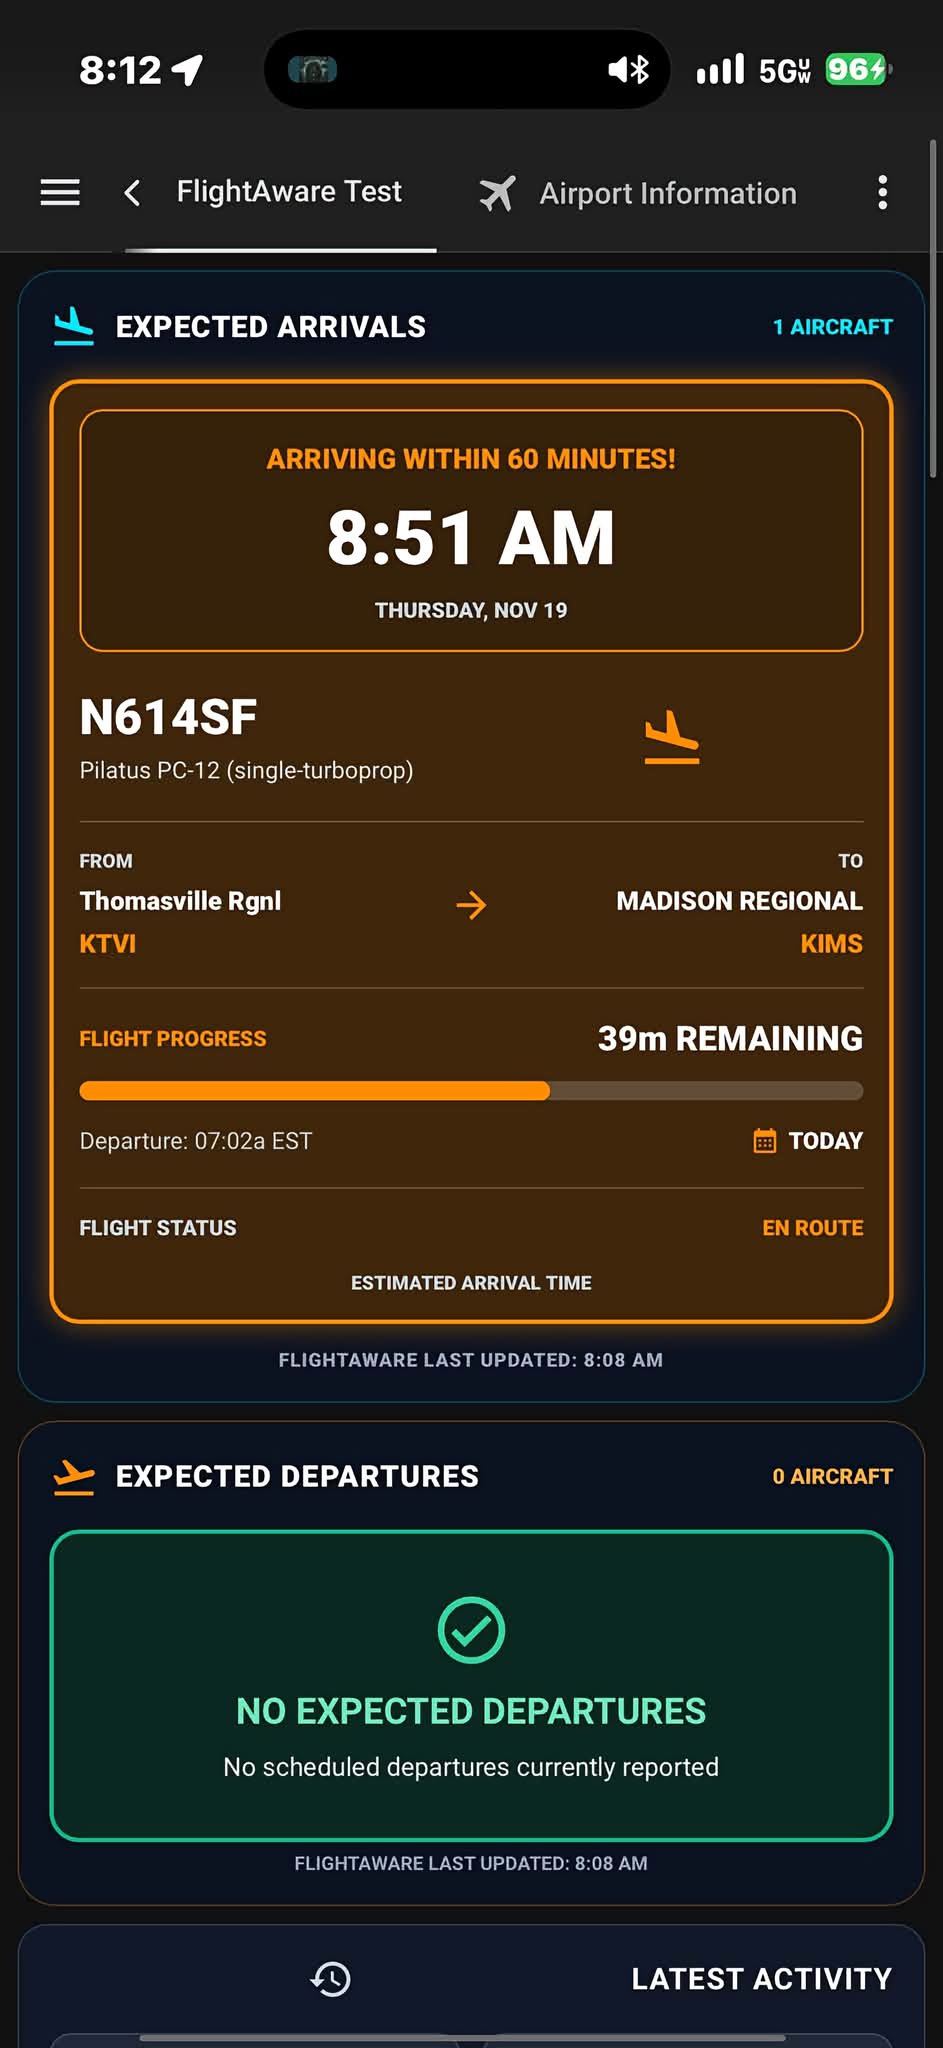 8:12
5G UW
96
FlightAware Test
Airport Information
EXPECTED ARRIVALS
1 AIRCRAFT
ARRIVING WITHIN 60 MINUTES!
8:51 AM
THURSDAY, NOV 19
N614SF
Pilatus PC-12 (single-turboprop)
FROM
TO
Thomasville Rgnl
MADISON REGIONAL
KTVI
KIMS
FLIGHT PROGRESS
39m REMAINING
Departure: 07:02a EST
TODAY
FLIGHT STATUS
EN ROUTE
ESTIMATED ARRIVAL TIME
FLIGHTAWARE LAST UPDATED: 8:08 AM
EXPECTED DEPARTURES
0 AIRCRAFT
NO EXPECTED DEPARTURES
No scheduled departures currently reported
FLIGHTAWARE LAST UPDATED: 8:08 AM
LATEST ACTIVITY